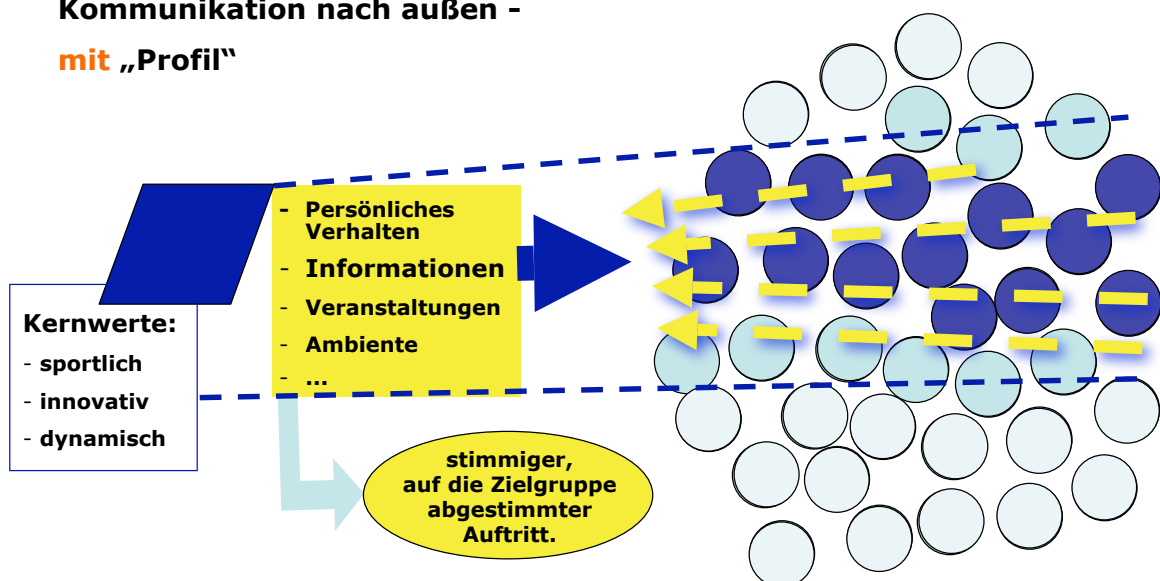 Kommunikation nach außen -
mit „Profil“
- Persönliches
Verhalten
- Informationen
- Veranstaltungen
- Ambiente
- ...
Kernwerte:
- sportlich
- innovativ
- dynamisch
stimmiger,
auf die Zielgruppe
abgestimmter
Auftritt.